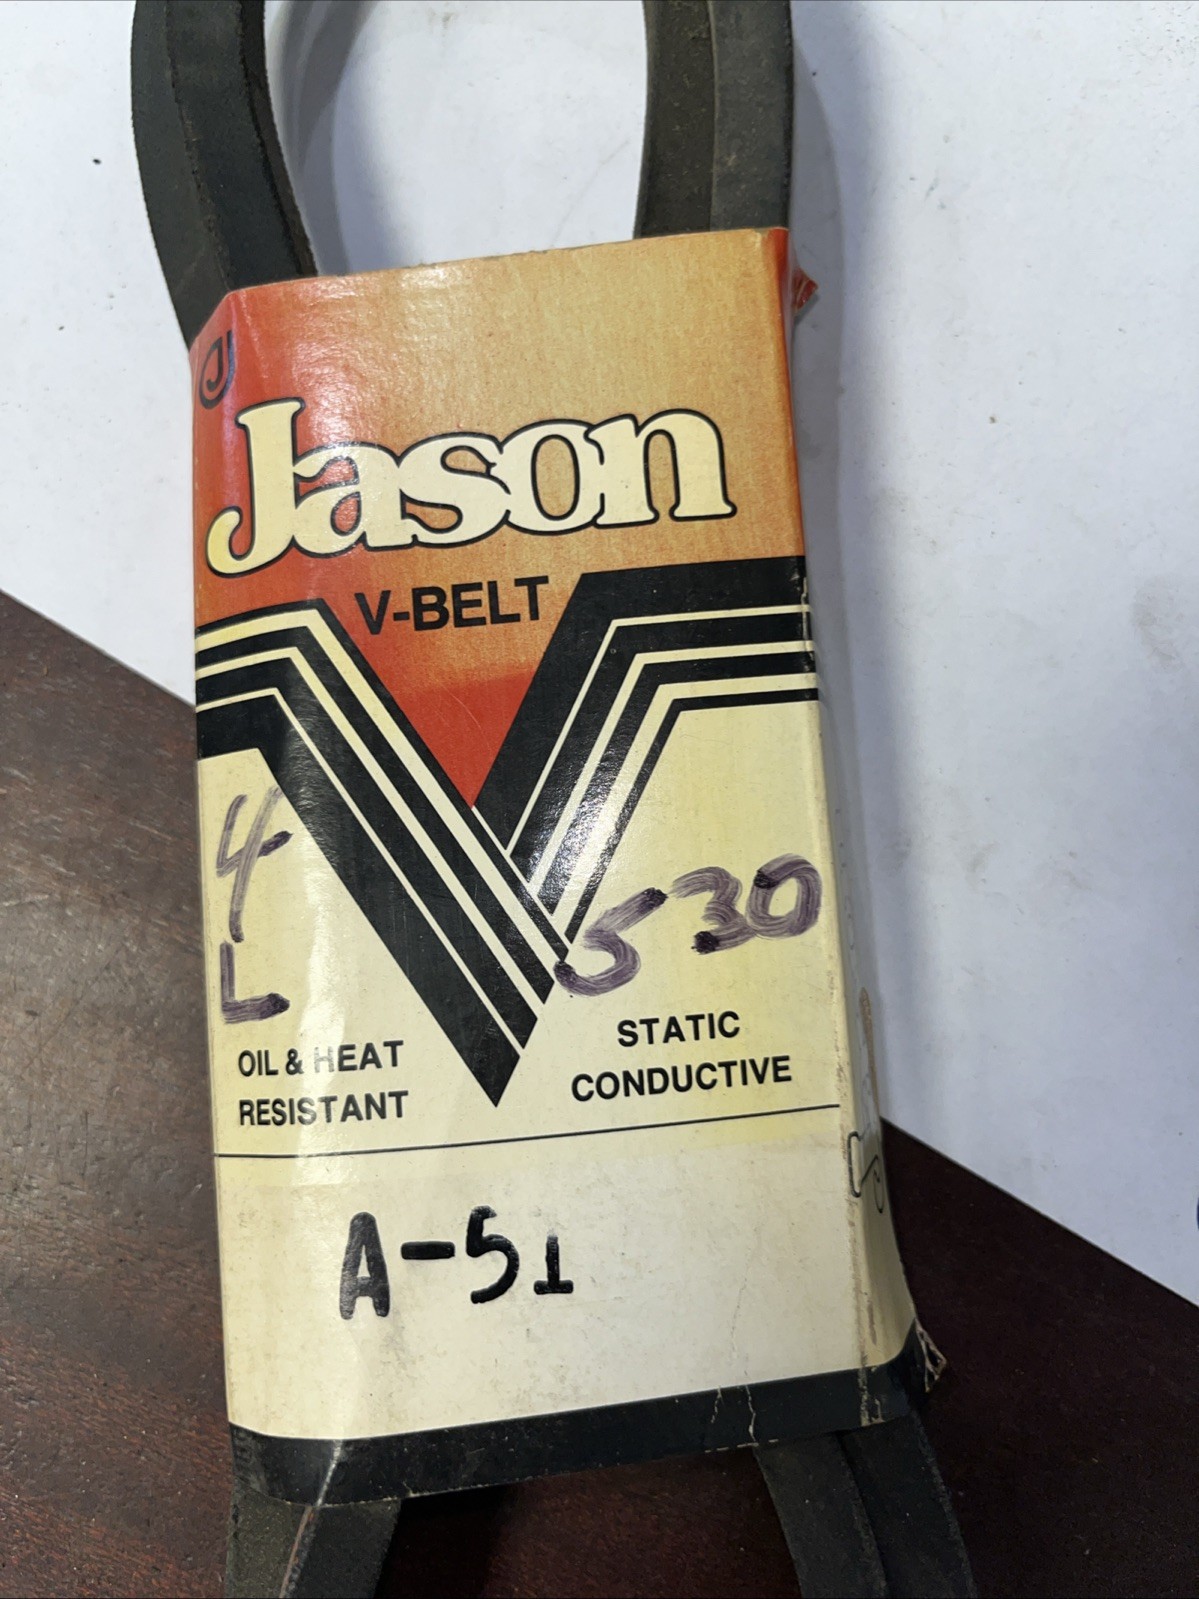 J
Jason
V-BELT
4
L
530
OIL & HEAT
RESISTANT
STATIC
CONDUCTIVE
A-51